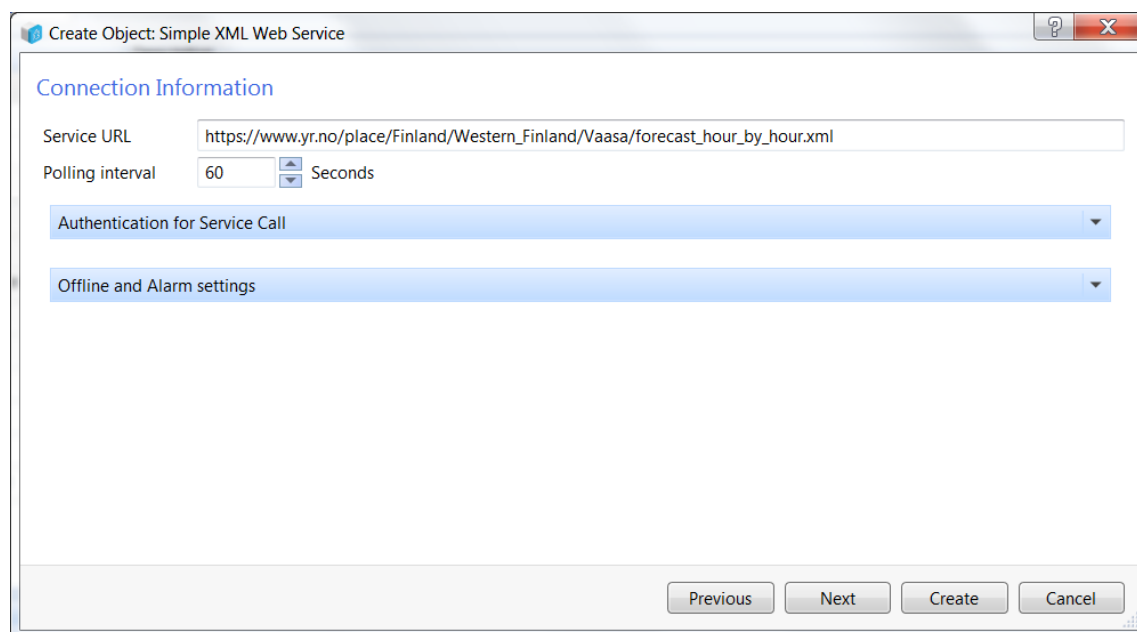 Create Object: Simple XML Web Service
Connection Information
Service URL https://www.yr.no/place/Finland/Western_Finland/Vaasa/forecast_hour_by_hour.xml
Polling interval 60 Seconds
Authentication for Service Call
Offline and Alarm settings
Previous Next Create Cancel